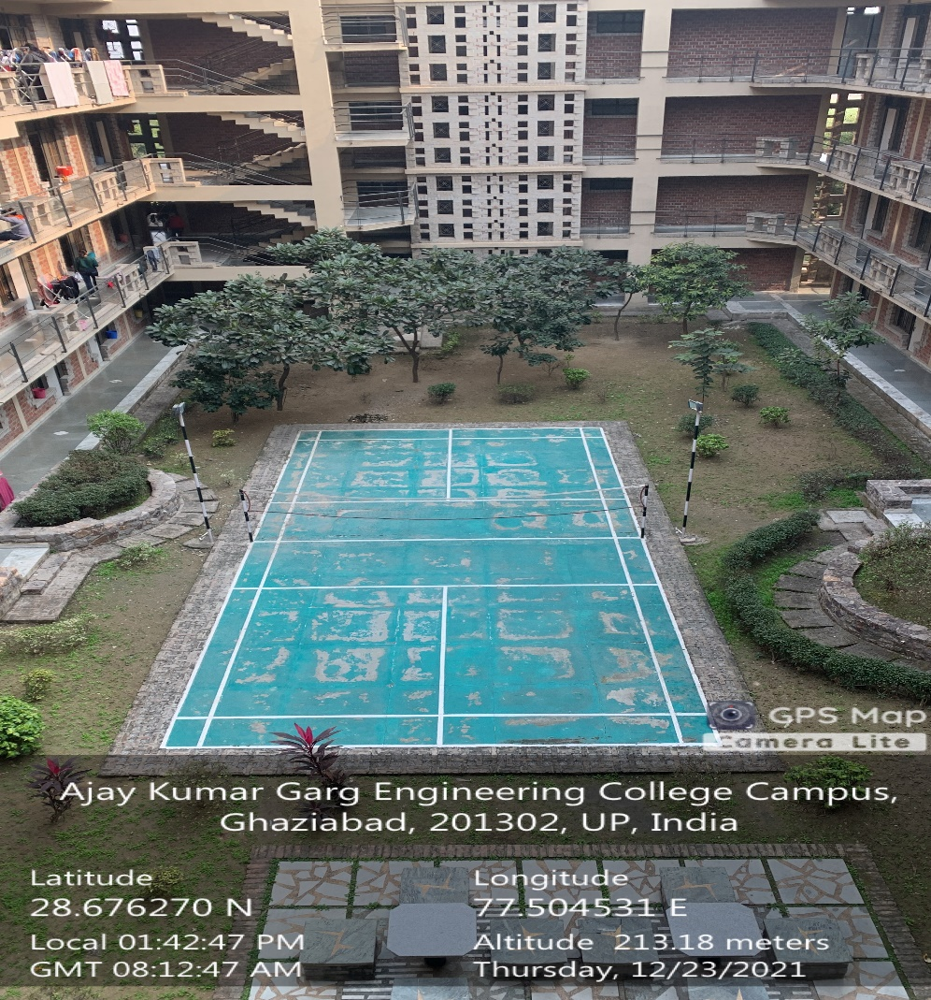 GPS Map
Camera Lite
Ajay Kumar Garg Engineering College Campus,
Ghaziabad, 201302, UP, India
Latitude
28.676270 N
Local 01:42:47 PM
GMT 08:12:47 AM
Longitude
77.504531 E
Altitude 213.18 meters
Thursday, 12/23/2021